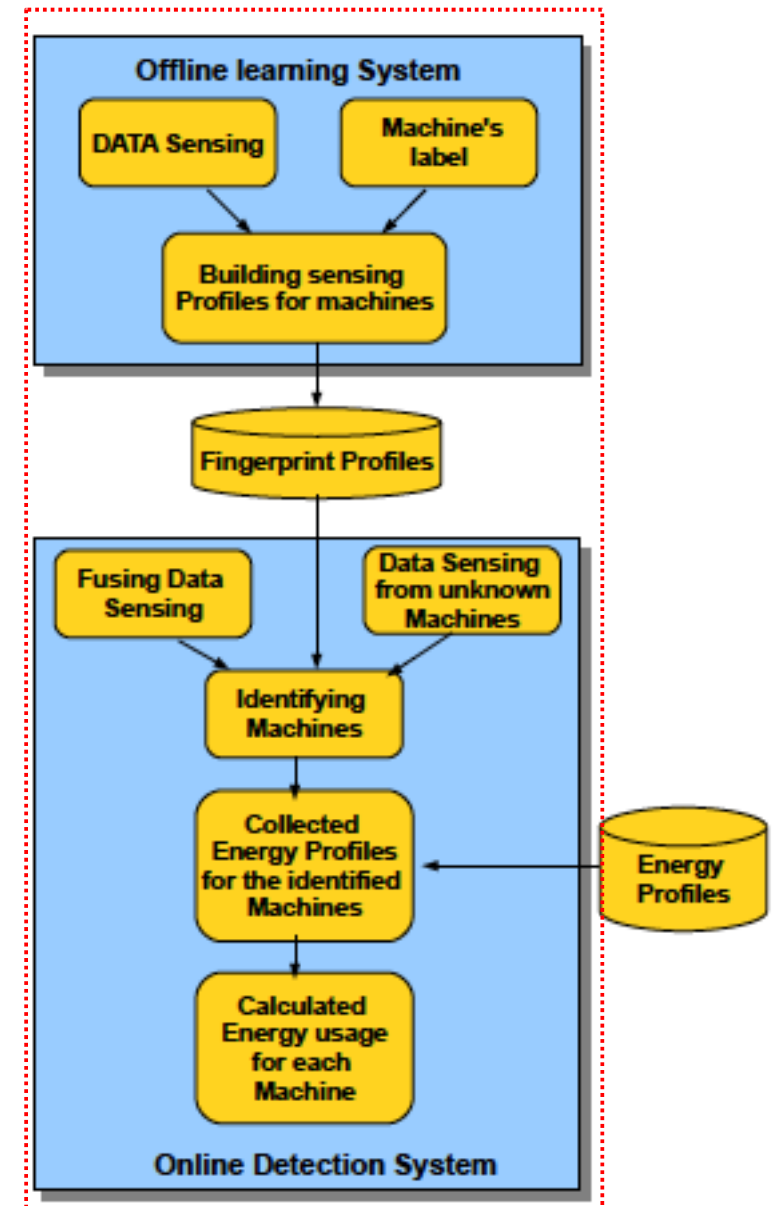 Offline learning System
DATA Sensing
Machine's
label
Building sensing
Profiles for machines
Fingerprint Profiles
Fusing Data
Sensing
Data Sensing
from unknown
Machines
Identifying
Machines
Collected
Energy Profiles
for the identified
Machines
Energy
Profiles
Calculated
Energy usage
for each
Machine
Online Detection System